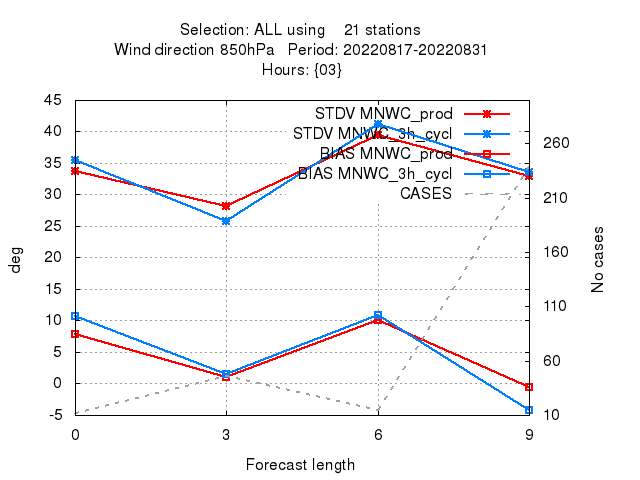 Selection: ALL using    21 stations
Wind direction 850hPa   Period: 20220817-20220831
Hours: {03}
STDV MNWC_prod
STDV MNWC_3h_cycl
BIAS MNWC_prod
BIAS MNWC_3h_cycl
CASES
45
40
35
30
25
20
15
10
5
0
-5
deg
260
210
160
110
60
10
No cases
0 3 6 9
Forecast length